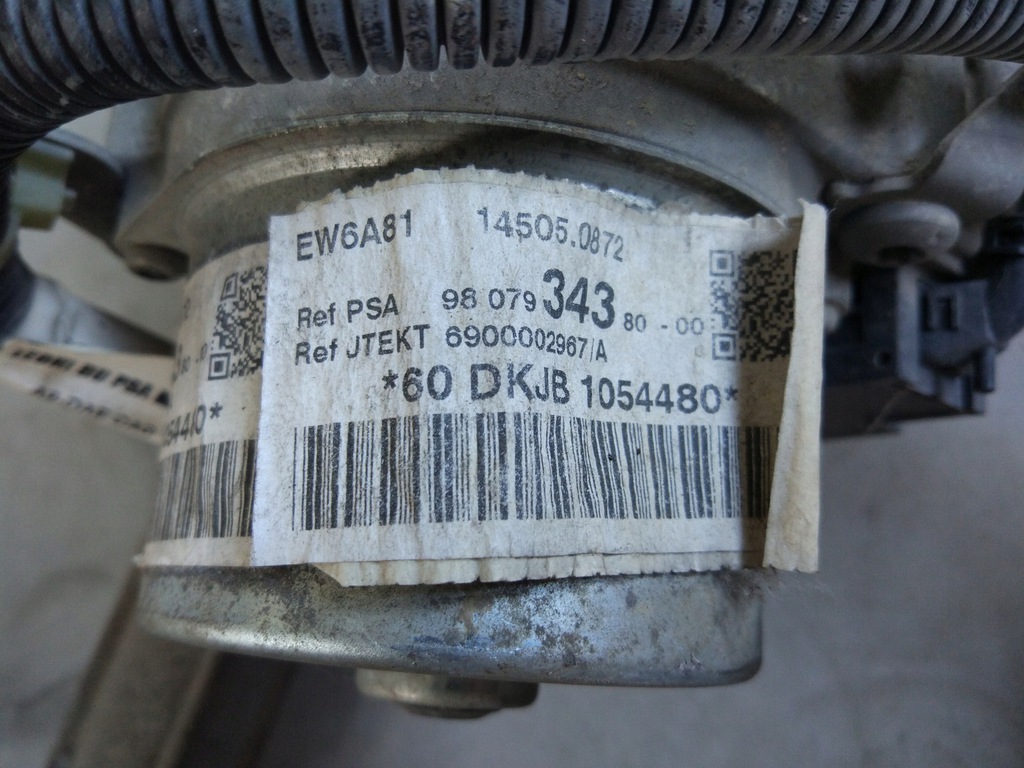 EW6A81 14505.0872
Ref PSA 98 079 343 80 - 00
Ref JTEKT 6900002967/A
*60 DKJB 1054480*